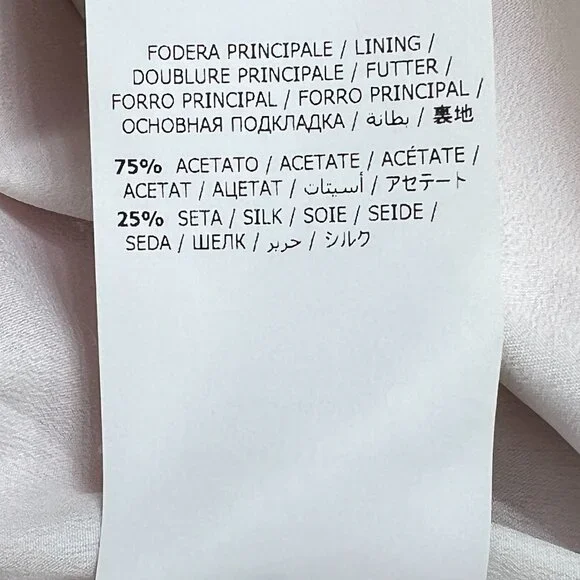 FODERA PRINCIPALE / LINING /
DOUBLURE PRINCIPALE / FUTTER /
FORRO PRINCIPAL / FORRO PRINCIPAL /
ОСНОВНАЯ ПОДКЛАДКА / بطانة / 裏地
75% ACETATO / ACETATE / ACÉTATE /
ACETAT / АЦЕТАТ / أسيتات / アセテート
25% SETA / SILK / SOIE / SEIDE /
SEDA / ШЕЛК / حرير / シルク